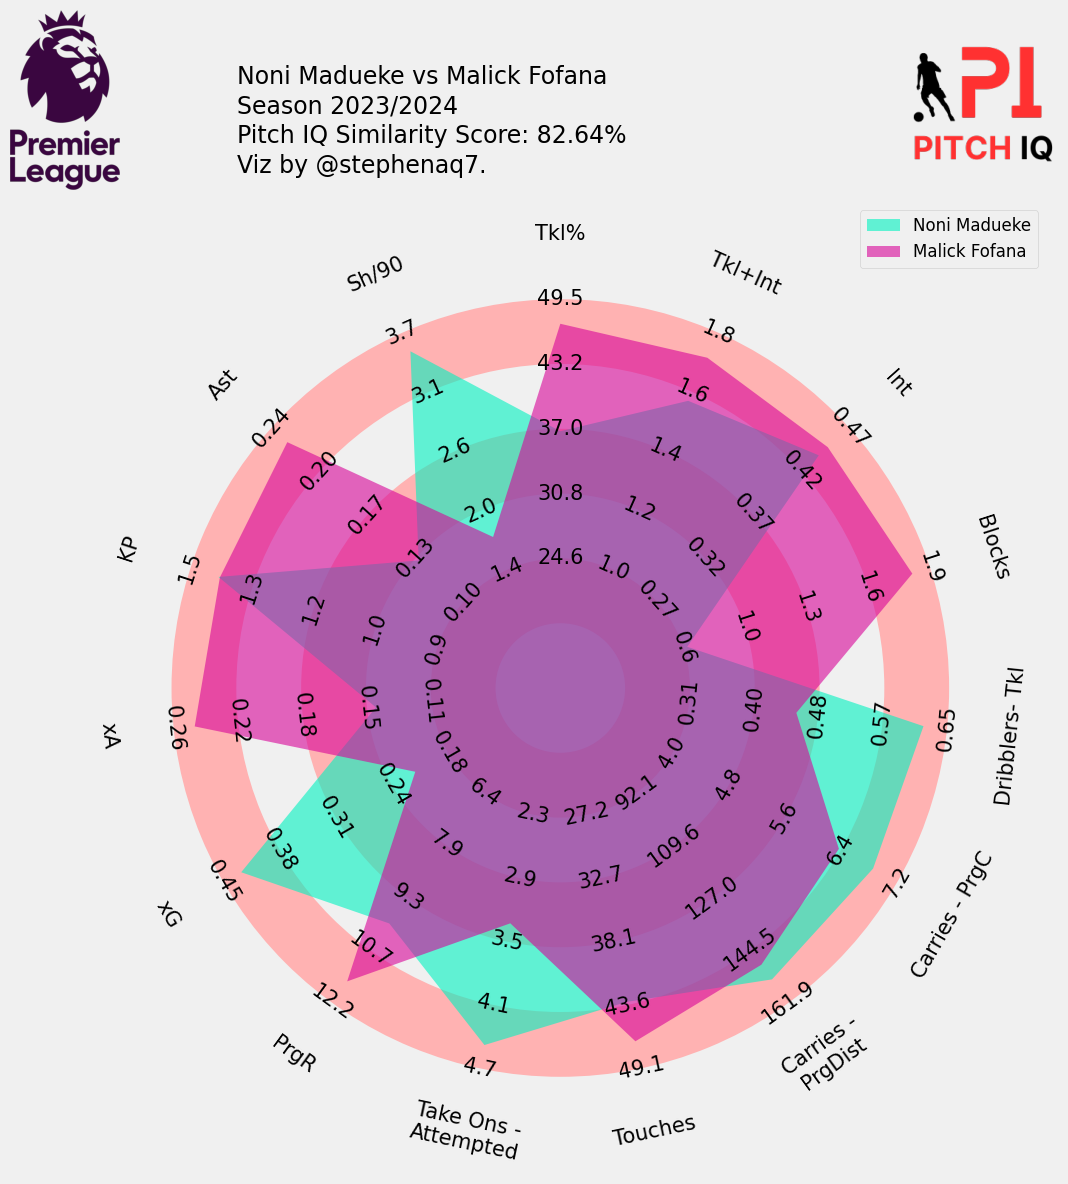 Premier
League
Noni Madueke vs Malick Fofana
Season 2023/2024
Pitch IQ Similarity Score: 82.64%
Viz by @stephenaq7.
PI
PITCH IQ
Noni Madueke
Malick Fofana
Tkl%
24.6
30.8
37.0
43.2
49.5
Tkl+Int
1.0
1.2
1.4
1.6
1.8
Int
0.27
0.32
0.37
0.42
0.47
Blocks
0.6
1.0
1.3
1.6
1.9
Dribblers- Tkl
0.31
0.40
0.48
0.57
0.65
Carries - PrgC
4.0
4.8
5.6
6.4
7.2
Carries -
PrgDist
92.1
109.6
127.0
144.5
161.9
Touches
27.2
32.7
38.1
43.6
49.1
Take Ons -
Attempted
2.3
2.9
3.5
4.1
4.7
PrgR
6.4
7.9
9.3
10.7
12.2
xG
0.18
0.24
0.31
0.38
0.45
xA
0.11
0.15
0.18
0.22
0.26
KP
0.9
1.0
1.2
1.3
1.5
Ast
0.10
0.13
0.17
0.20
0.24
Sh/90
1.4
2.0
2.6
3.1
3.7